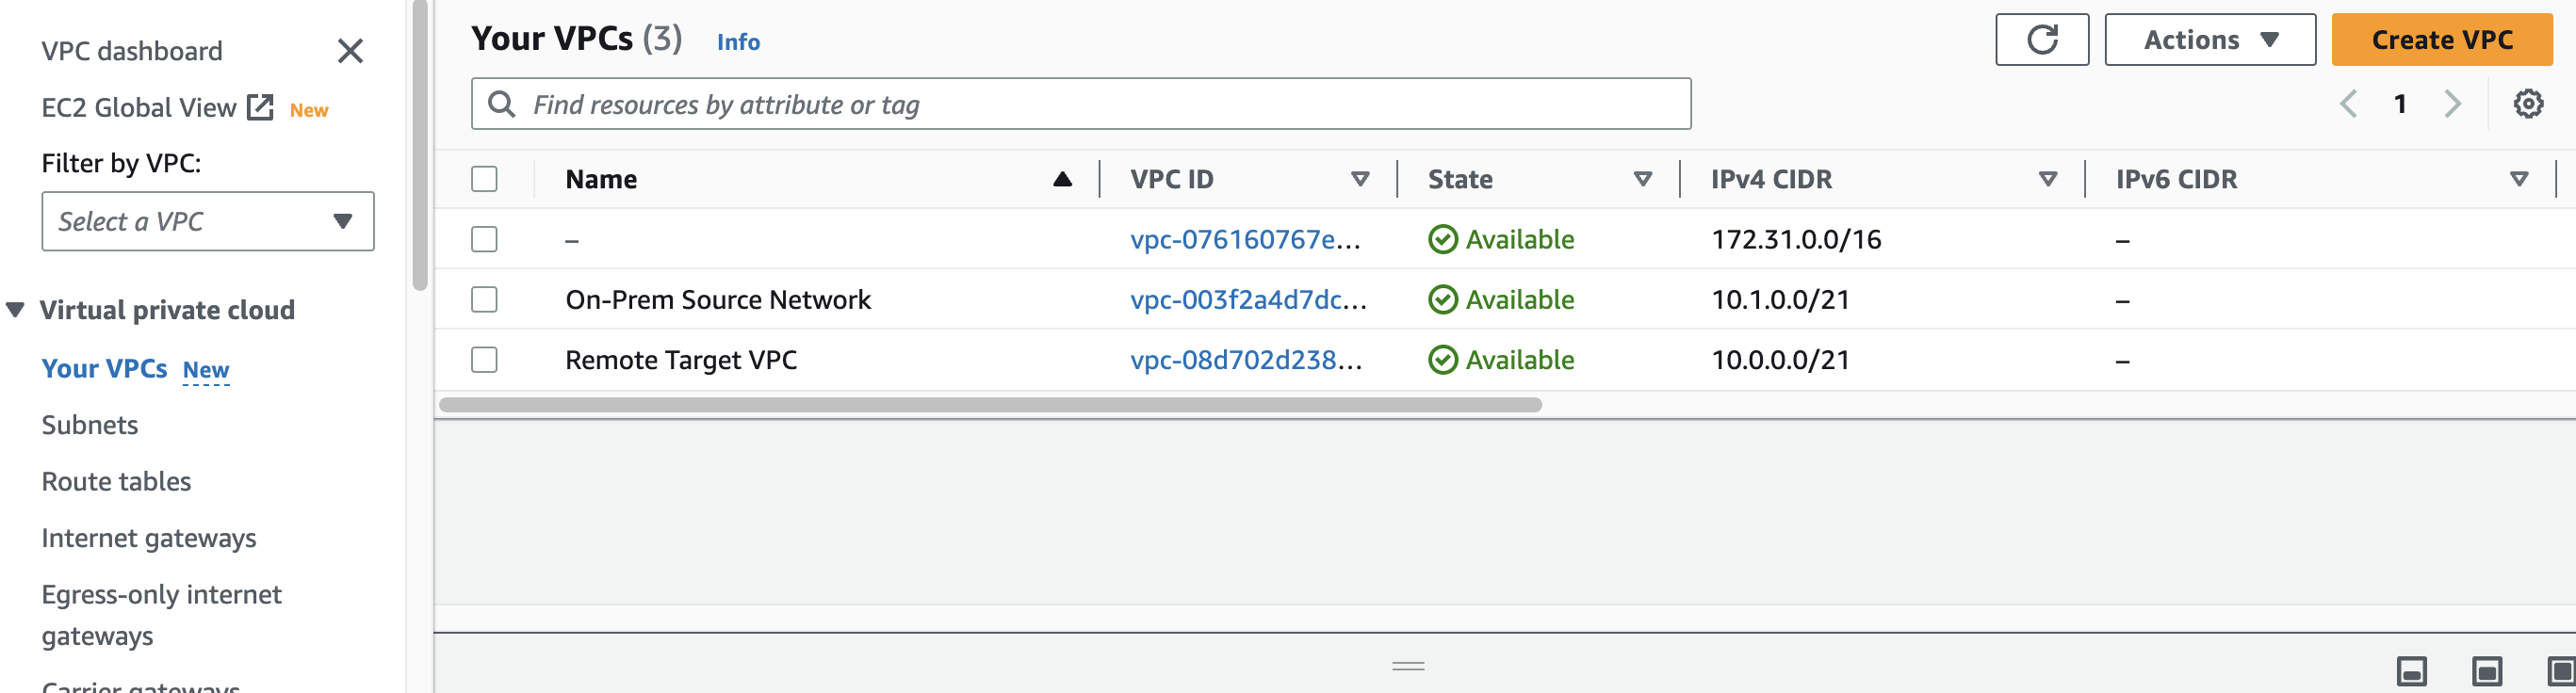 VPC dashboard
EC2 Global View New
Filter by VPC:
Select a VPC
Virtual private cloud
Your VPCs New
Subnets
Route tables
Internet gateways
Egress-only internet
gateways
Carrier gateways
Your VPCs (3) Info
Actions
Create VPC
Find resources by attribute or tag
1
Name VPC ID State IPv4 CIDR IPv6 CIDR
– vpc-076160767e... Available 172.31.0.0/16 –
On-Prem Source Network vpc-003f2a4d7dc... Available 10.1.0.0/21 –
Remote Target VPC vpc-08d702d238... Available 10.0.0.0/21 –